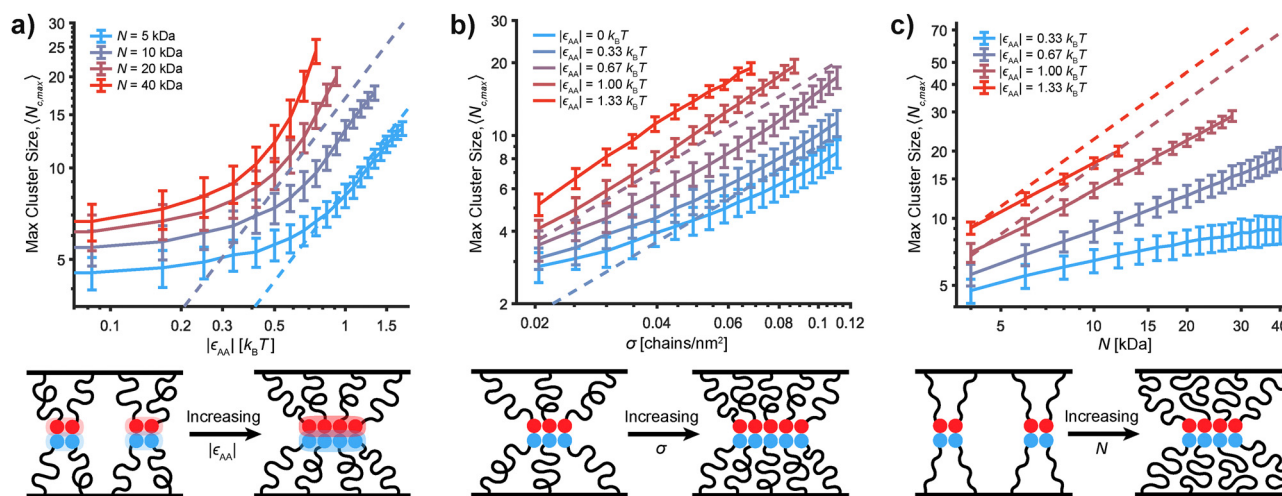 a)
30
25
20
15
10
5
Max Cluster Size, ⟨N_c,max⟩
N = 5 kDa
N = 10 kDa
N = 20 kDa
N = 40 kDa
0.1
0.2
0.3
0.5
1
1.5
|ϵ_AA| [k_BT]
b)
30
20
10
8
6
4
2
Max Cluster Size, ⟨N_c,max⟩
|ϵ_AA| = 0 k_BT
|ϵ_AA| = 0.33 k_BT
|ϵ_AA| = 0.67 k_BT
|ϵ_AA| = 1.00 k_BT
|ϵ_AA| = 1.33 k_BT
0.02
0.04
0.06
0.08
0.10
0.12
σ [chains/nm²]
c)
70
50
40
30
20
15
10
5
Max Cluster Size, ⟨N_c,max⟩
|ϵ_AA| = 0.33 k_BT
|ϵ_AA| = 0.67 k_BT
|ϵ_AA| = 1.00 k_BT
|ϵ_AA| = 1.33 k_BT
5
10
15
20
30
40
N [kDa]
Increasing
|ϵ_AA|
Increasing
σ
Increasing
N